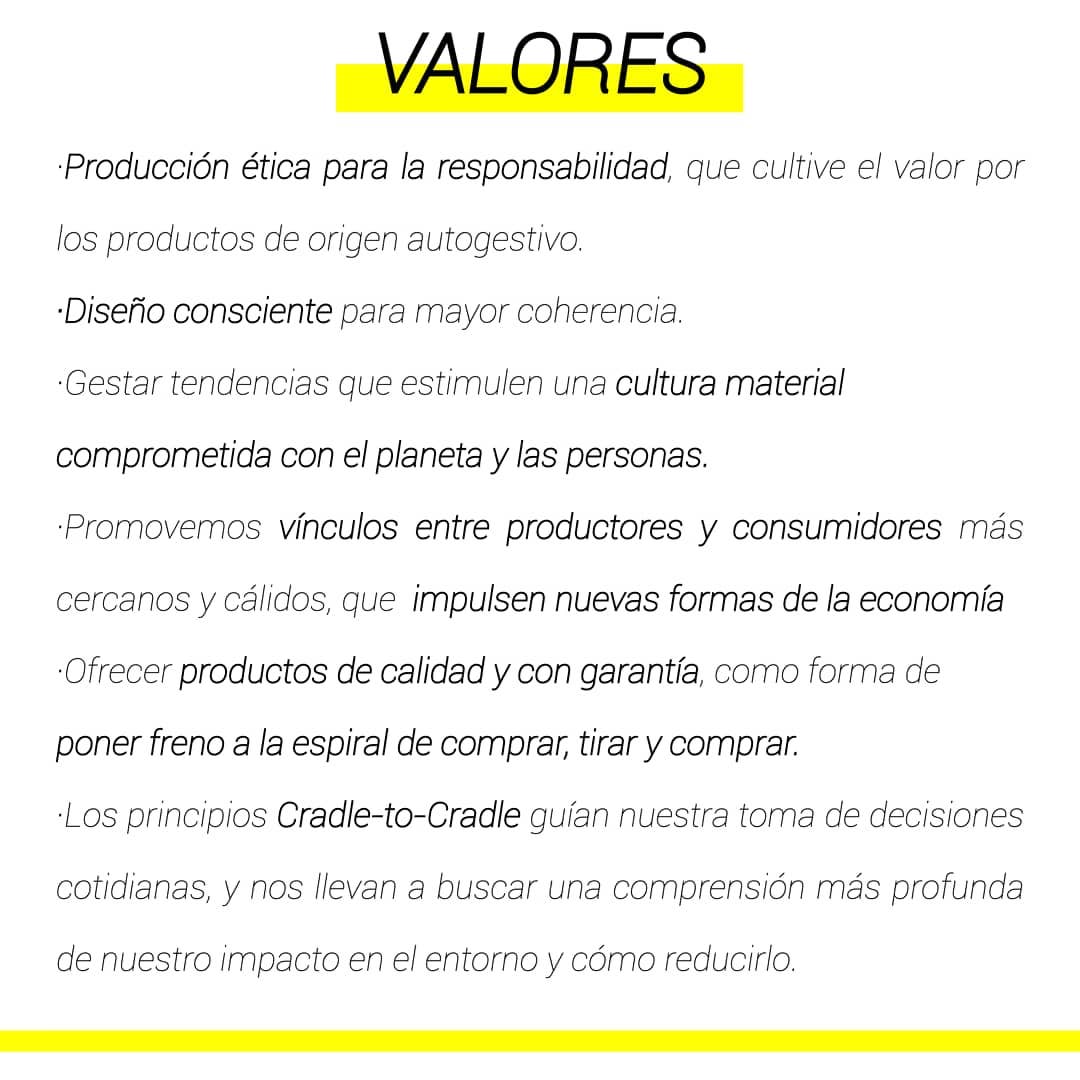 VALORES
·Producción ética para la responsabilidad, que cultive el valor por
los productos de origen autogestivo.
·Diseño consciente para mayor coherencia.
·Gestar tendencias que estimulen una cultura material
comprometida con el planeta y las personas.
·Promovemos vínculos entre productores y consumidores más
cercanos y cálidos, que impulsen nuevas formas de la economía
·Ofrecer productos de calidad y con garantía, como forma de
poner freno a la espiral de comprar, tirar y comprar.
·Los principios Cradle-to-Cradle guían nuestra toma de decisiones
cotidianas, y nos llevan a buscar una comprensión más profunda
de nuestro impacto en el entorno y cómo reducirlo.